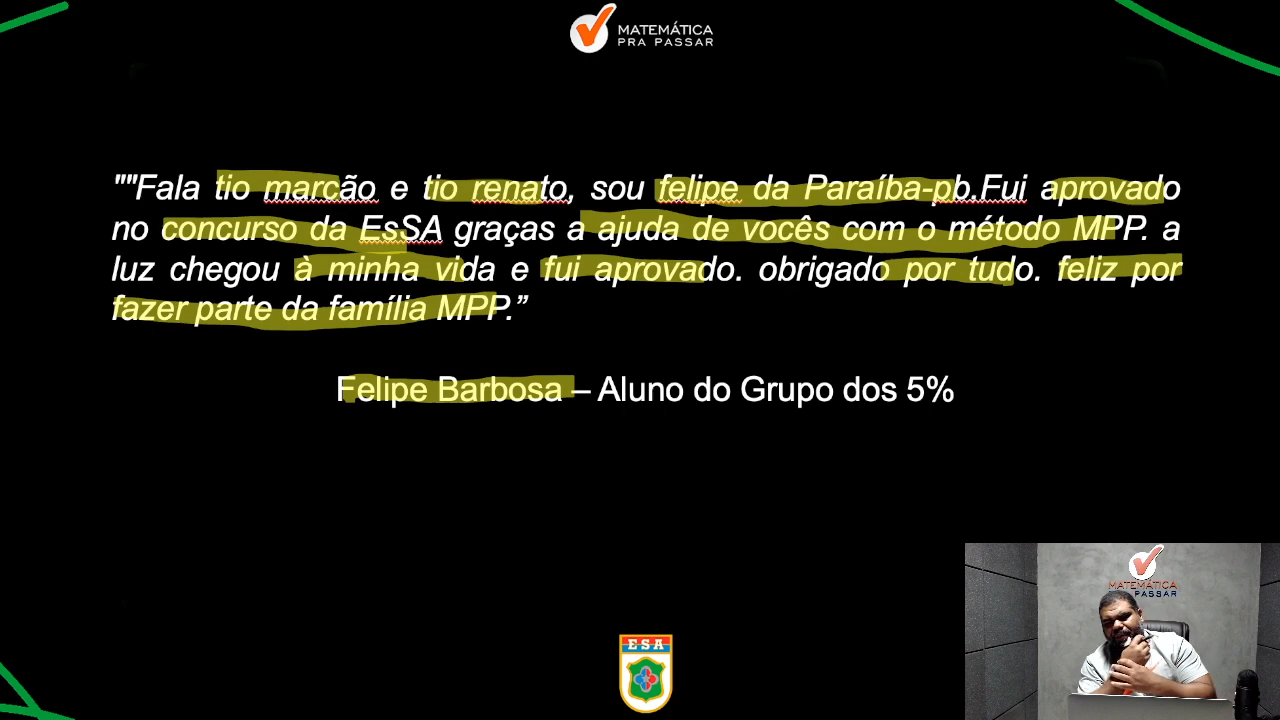 MATEMÁTICA
PRA PASSAR
""Fala tio marcão e tio renato, sou felipe da Paraíba-pb.Fui aprovado
no concurso da EsSA graças a ajuda de vocês com o método MPP. a
luz chegou à minha vida e fui aprovado. obrigado por tudo. feliz por
fazer parte da família MPP.”
Felipe Barbosa – Aluno do Grupo dos 5%
MATEMÁTICA
PASSAR
ESA